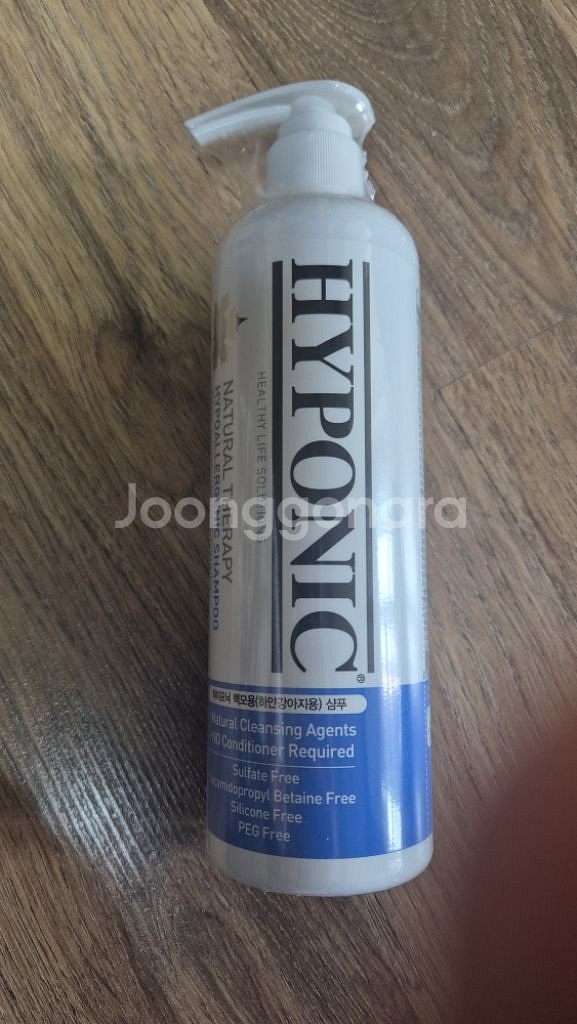 HYPONIC®
HEALTHY LIFE SOLUTION
NATURAL THERAPY
HYPOALLERGENIC SHAMPOO
하이포닉 백모용(하얀강아지용) 샴푸
Natural Cleansing Agents
NO Conditioner Required
Sulfate Free
Cocamidopropyl Betaine Free
Silicone Free
PEG Free
Joonggonara